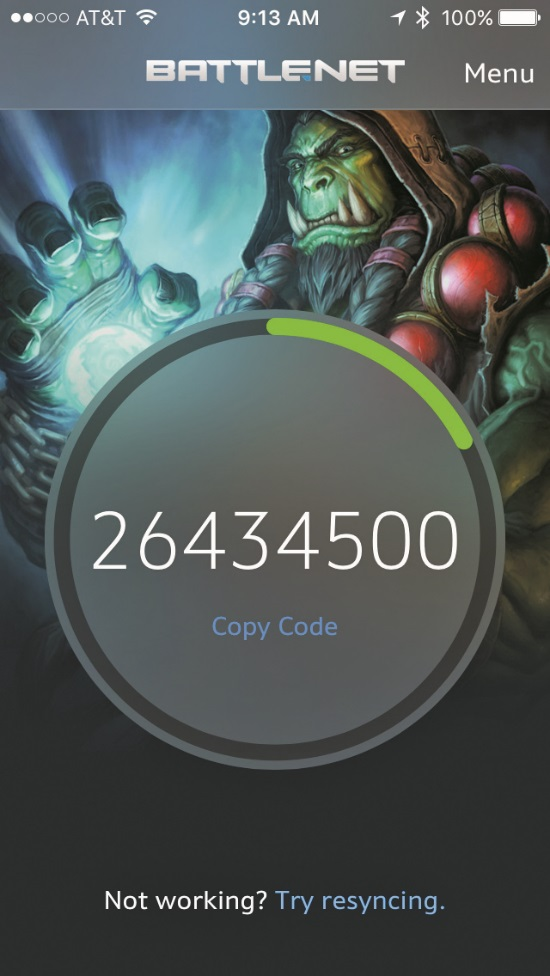 AT&T 9:13 AM 100%
BATTLE.NET Menu
26434500
Copy Code
Not working? Try resyncing.